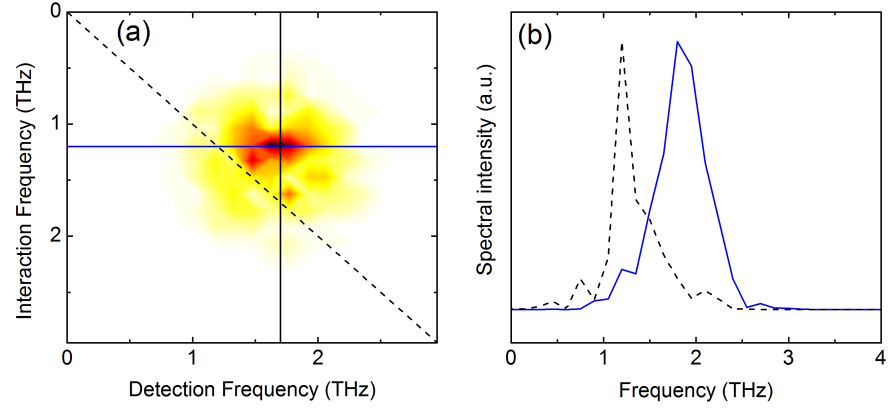 (a)
0
1
2
Interaction Frequency (THz)
0
1
2
Detection Frequency (THz)
(b)
Spectral intensity (a.u.)
0
1
2
3
4
Frequency (THz)